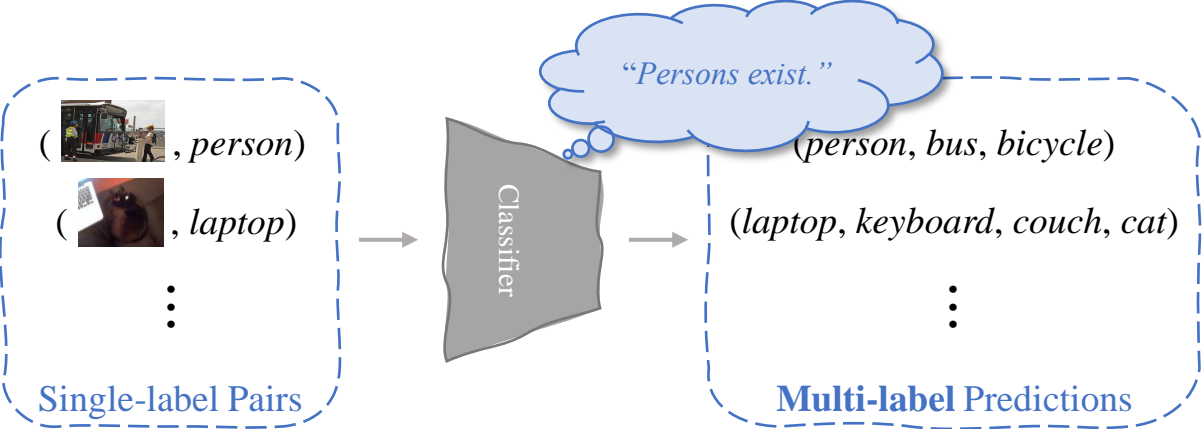 “Persons exist.”
( , person)
( , laptop)
⋮
Single-label Pairs
Classifier
(person, bus, bicycle)
(laptop, keyboard, couch, cat)
⋮
Multi-label Predictions